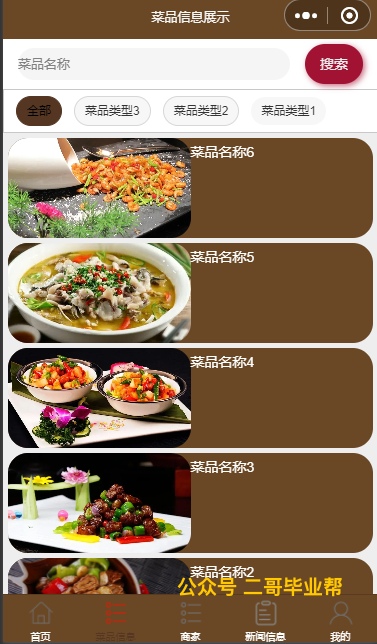 菜品信息展示
菜品名称
搜索
全部 菜品类型3 菜品类型2 菜品类型1
菜品名称6
菜品名称5
菜品名称4
菜品名称3
菜品名称2
公众号 二哥毕业帮
首页 菜品信息 商家 新闻信息 我的